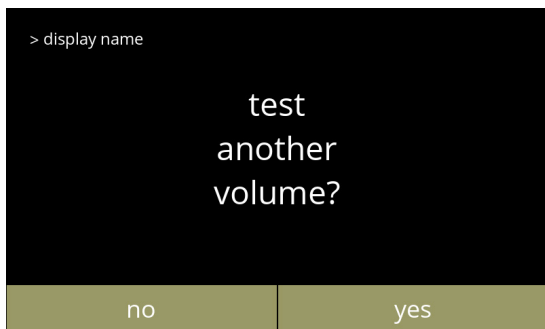 > display name
test
another
volume?
no
yes